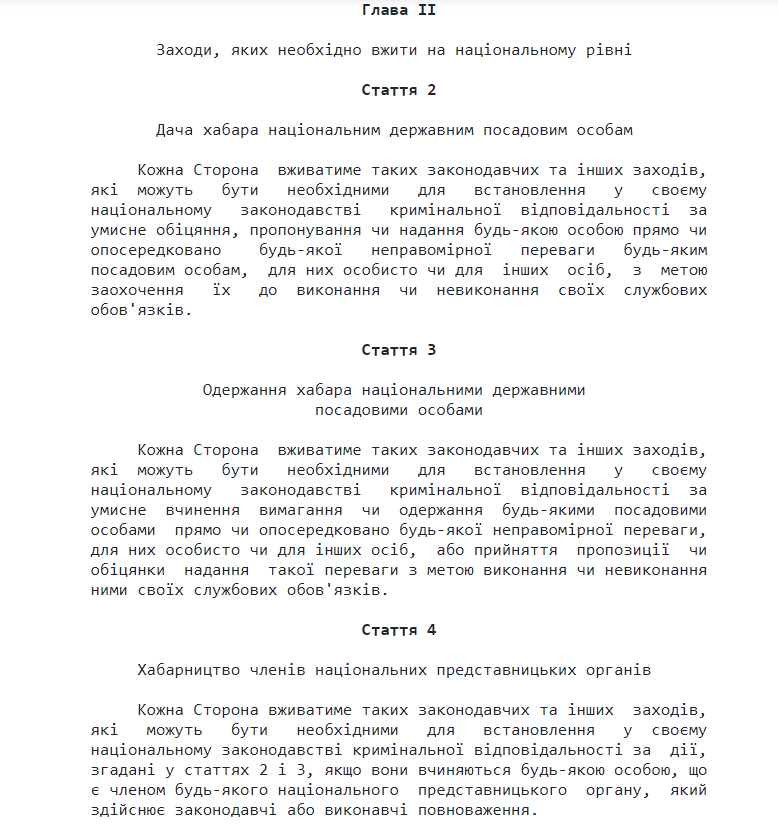 Глава II
Заходи, яких необхідно вжити на національному рівні
Стаття 2
Дача хабара національним державним посадовим особам
Кожна Сторона вживатиме таких законодавчих та інших заходів,
які можуть бути необхідними для встановлення у своєму
національному законодавстві кримінальної відповідальності за
умисне обіцяння, пропонування чи надання будь-якою особою прямо чи
опосередковано будь-якої неправомірної переваги будь-яким
посадовим особам, для них особисто чи для інших осіб, з метою
заохочення їх до виконання чи невиконання своїх службових
обов'язків.
Стаття 3
Одержання хабара національними державними
посадовими особами
Кожна Сторона вживатиме таких законодавчих та інших заходів,
які можуть бути необхідними для встановлення у своєму
національному законодавстві кримінальної відповідальності за
умисне вчинення вимагання чи одержання будь-якими посадовими
особами прямо чи опосередковано будь-якої неправомірної переваги,
для них особисто чи для інших осіб, або прийняття пропозиції чи
обіцянки надання такої переваги з метою виконання чи невиконання
ними своїх службових обов'язків.
Стаття 4
Хабарництво членів національних представницьких органів
Кожна Сторона вживатиме таких законодавчих та інших заходів,
які можуть бути необхідними для встановлення у своєму
національному законодавстві кримінальної відповідальності за дії,
згадані у статтях 2 і 3, якщо вони вчиняються будь-якою особою, що
є членом будь-якого національного представницького органу, який
здійснює законодавчі або виконавчі повноваження.